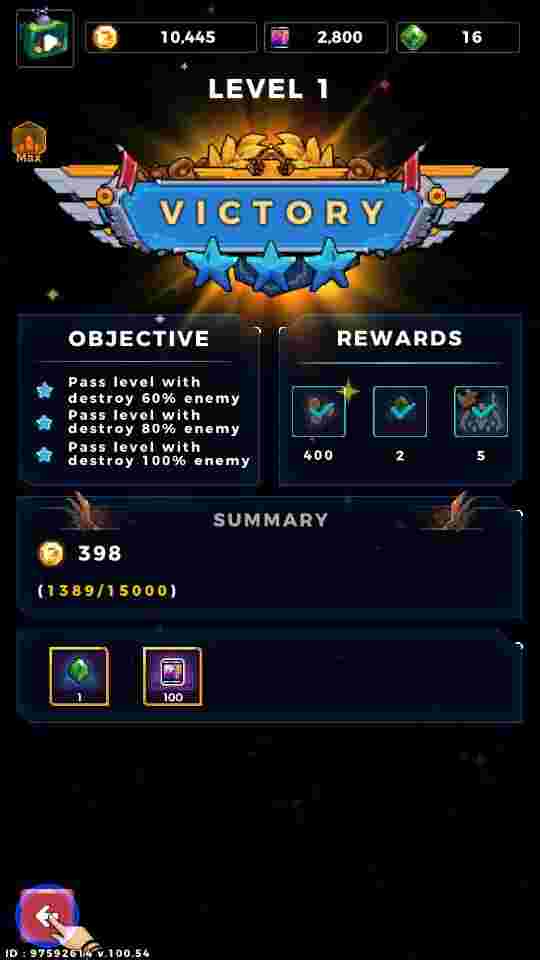 10,445
2,800
16
LEVEL 1
Max
VICTORY
OBJECTIVE
Pass level with
destroy 60% enemy
Pass level with
destroy 80% enemy
Pass level with
destroy 100% enemy
REWARDS
400
2
5
SUMMARY
398
(1389/15000)
1
100
ID : 97592614 v.100.54